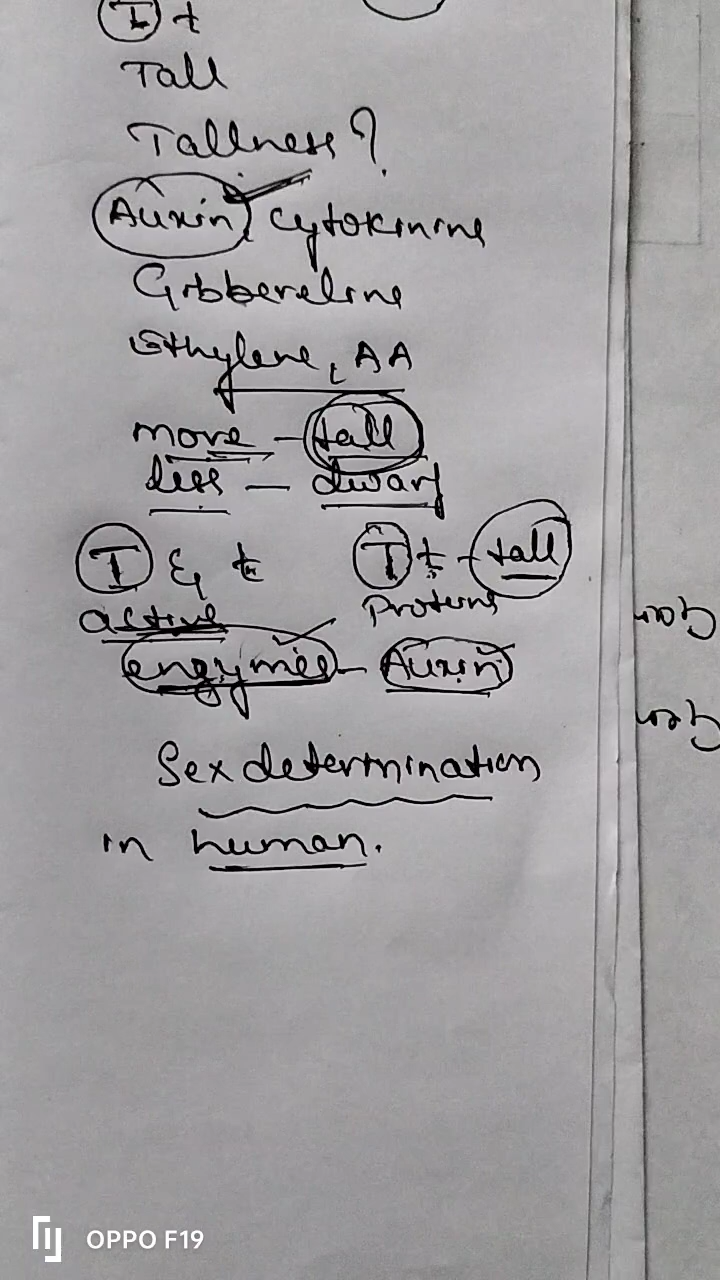 T t
Tall
Tallness?
Auxin, Cytokinine
Gibbereline
Ethylene, AA
more - tall
less - dwarf
T & t Tt - tall
active Proteins
enzymes - Auxin
Sex determination
in human.
OPPO F19